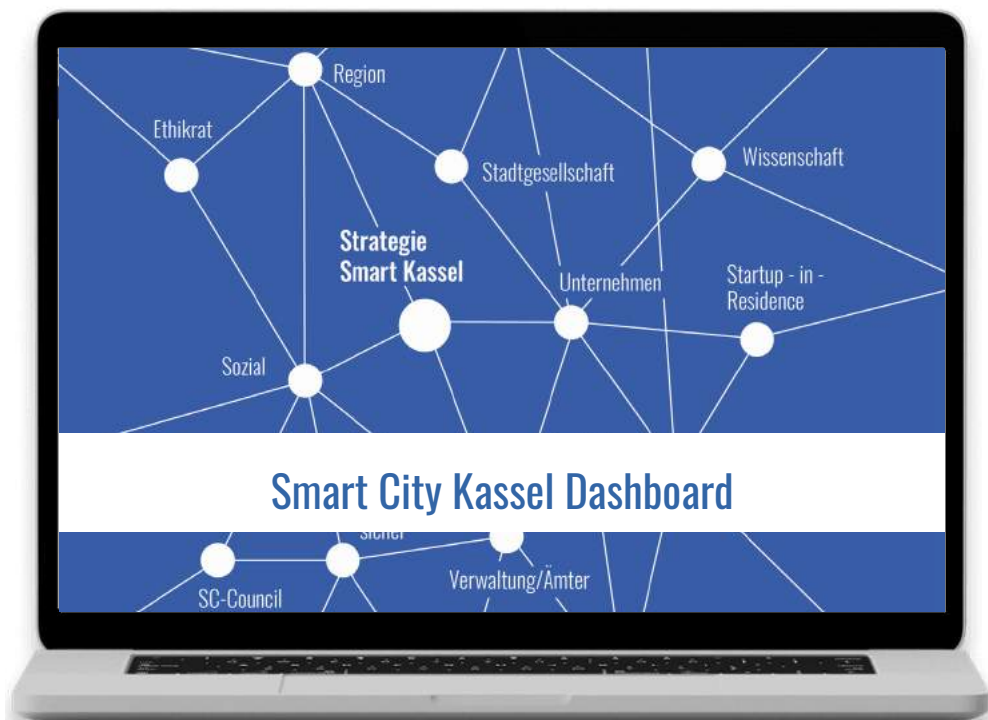 Region
Ethikrat
Stadtgesellschaft
Wissenschaft
Strategie
Smart Kassel
Unternehmen
Startup - in -
Residence
Sozial
Smart City Kassel Dashboard
sicher
Verwaltung/Ämter
SC-Council